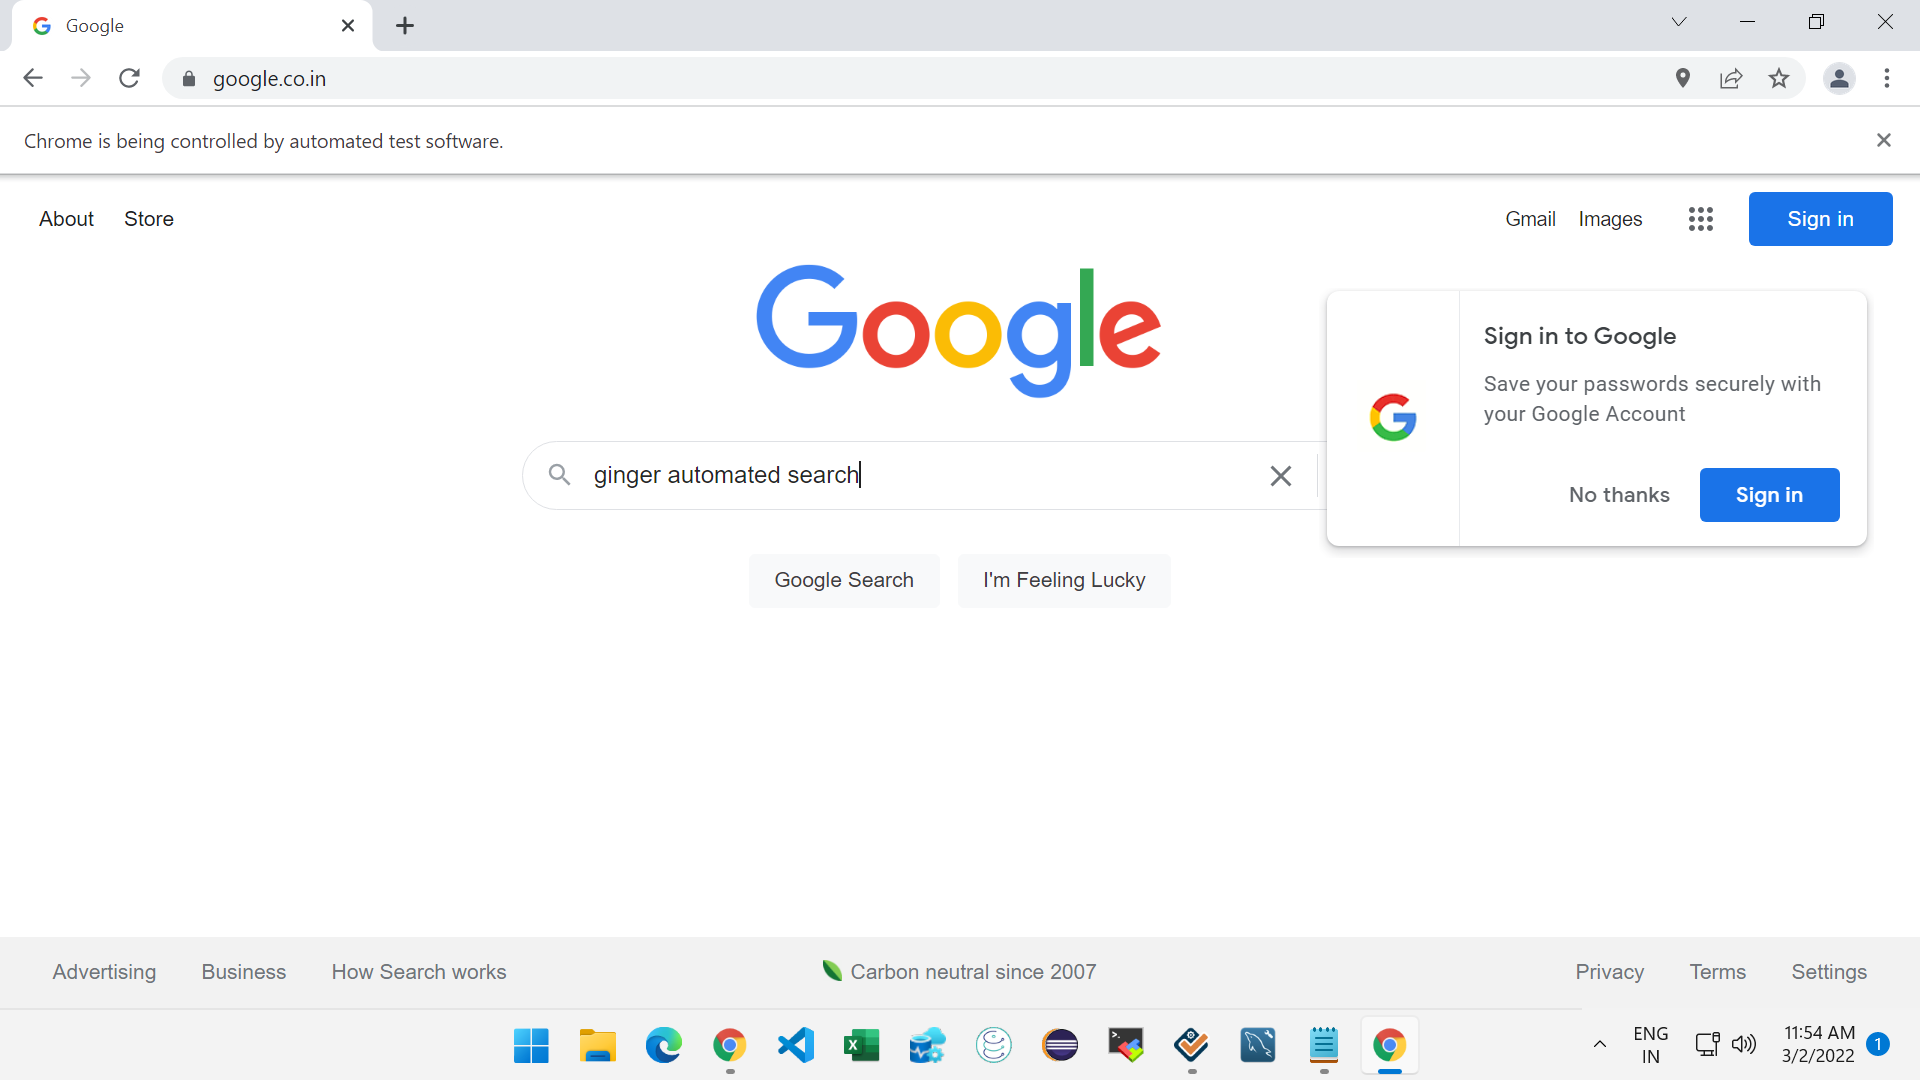 Google
google.co.in
Chrome is being controlled by automated test software.
About Store Gmail Images Sign in
Google
Sign in to Google
Save your passwords securely with
your Google Account
No thanks Sign in
ginger automated search
Google Search I'm Feeling Lucky
Advertising Business How Search works Carbon neutral since 2007 Privacy Terms Settings
ENG
IN
11:54 AM
3/2/2022
1